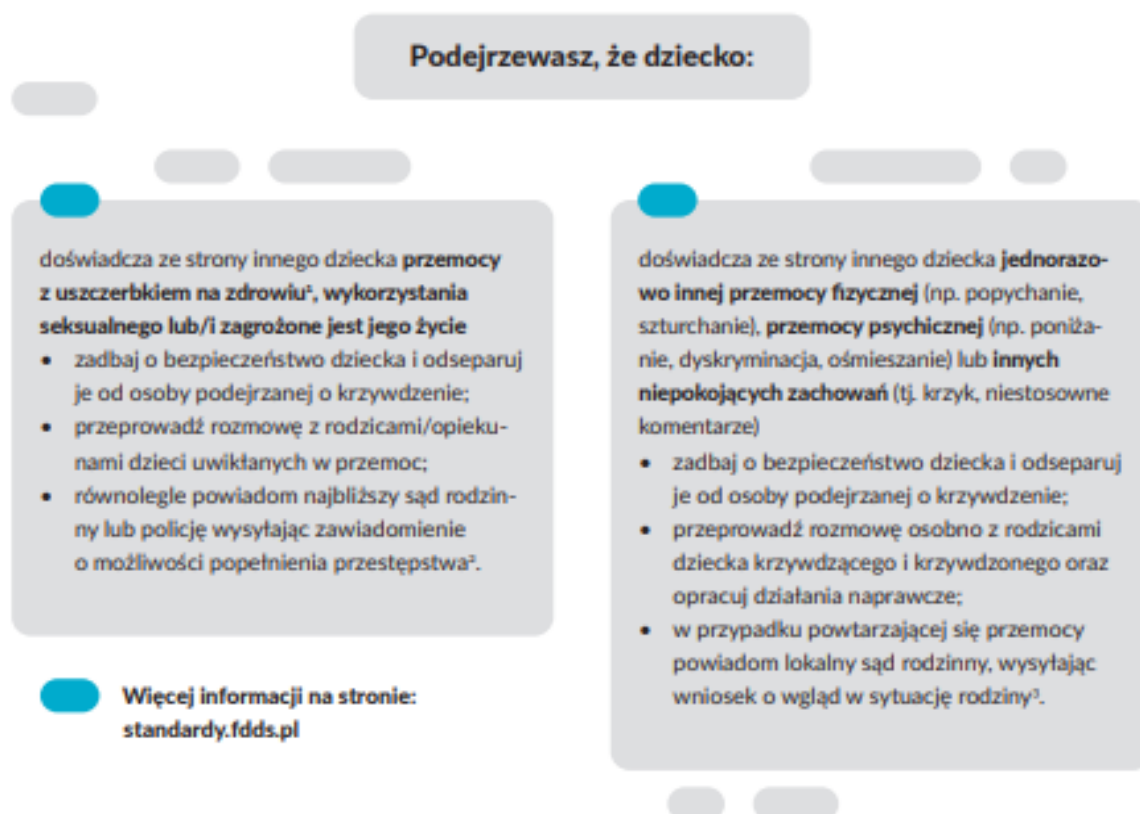 Podejrzewasz, że dziecko:
doświadcza ze strony innego dziecka przemocy
z uszczerbkiem na zdrowiu¹, wykorzystania
seksualnego lub/i zagrożone jest jego życie
• zadbaj o bezpieczeństwo dziecka i odseparuj
je od osoby podejrzanej o krzywdzenie;
• przeprowadź rozmowę z rodzicami/opieku-
nami dzieci uwikłanych w przemoc;
• równolegle powiadom najbliższy sąd rodzin-
ny lub policję wysyłając zawiadomienie
o możliwości popełnienia przestępstwa².
Więcej informacji na stronie:
standardy.fdds.pl
doświadcza ze strony innego dziecka jednorazo-
wo innej przemocy fizycznej (np. popychanie,
szturchanie), przemocy psychicznej (np. poniża-
nie, dyskryminacja, ośmieszanie) lub innych
niepokojących zachowań (tj. krzyk, niestosowne
komentarze)
• zadbaj o bezpieczeństwo dziecka i odseparuj
je od osoby podejrzanej o krzywdzenie;
• przeprowadź rozmowę osobno z rodzicami
dziecka krzywdzącego i krzywdzonego oraz
opracuj działania naprawcze;
• w przypadku powtarzającej się przemocy
powiadom lokalny sąd rodzinny, wysyłając
wniosek o wgląd w sytuację rodziny³.